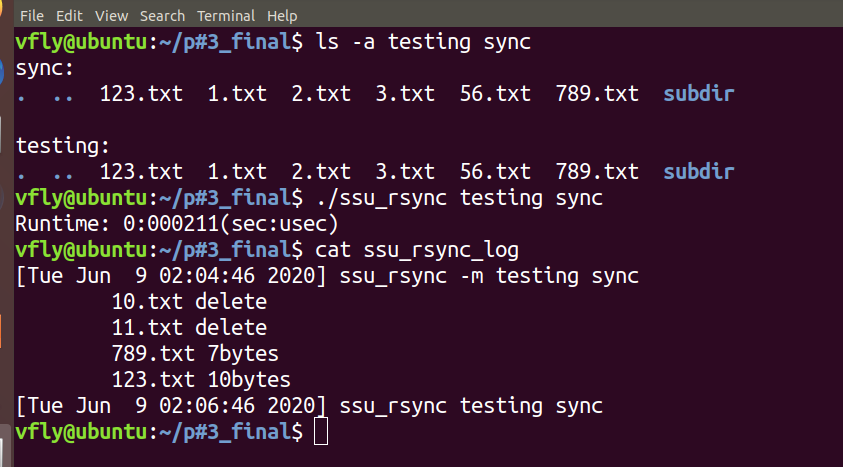 File Edit View Search Terminal Help
vfly@ubuntu:~/p#3_final$ ls -a testing sync
sync:
. .. 123.txt 1.txt 2.txt 3.txt 56.txt 789.txt subdir
testing:
. .. 123.txt 1.txt 2.txt 3.txt 56.txt 789.txt subdir
vfly@ubuntu:~/p#3_final$ ./ssu_rsync testing sync
Runtime: 0:000211(sec:usec)
vfly@ubuntu:~/p#3_final$ cat ssu_rsync_log
[Tue Jun  9 02:04:46 2020] ssu_rsync -m testing sync
10.txt delete
11.txt delete
789.txt 7bytes
123.txt 10bytes
[Tue Jun  9 02:06:46 2020] ssu_rsync testing sync
vfly@ubuntu:~/p#3_final$